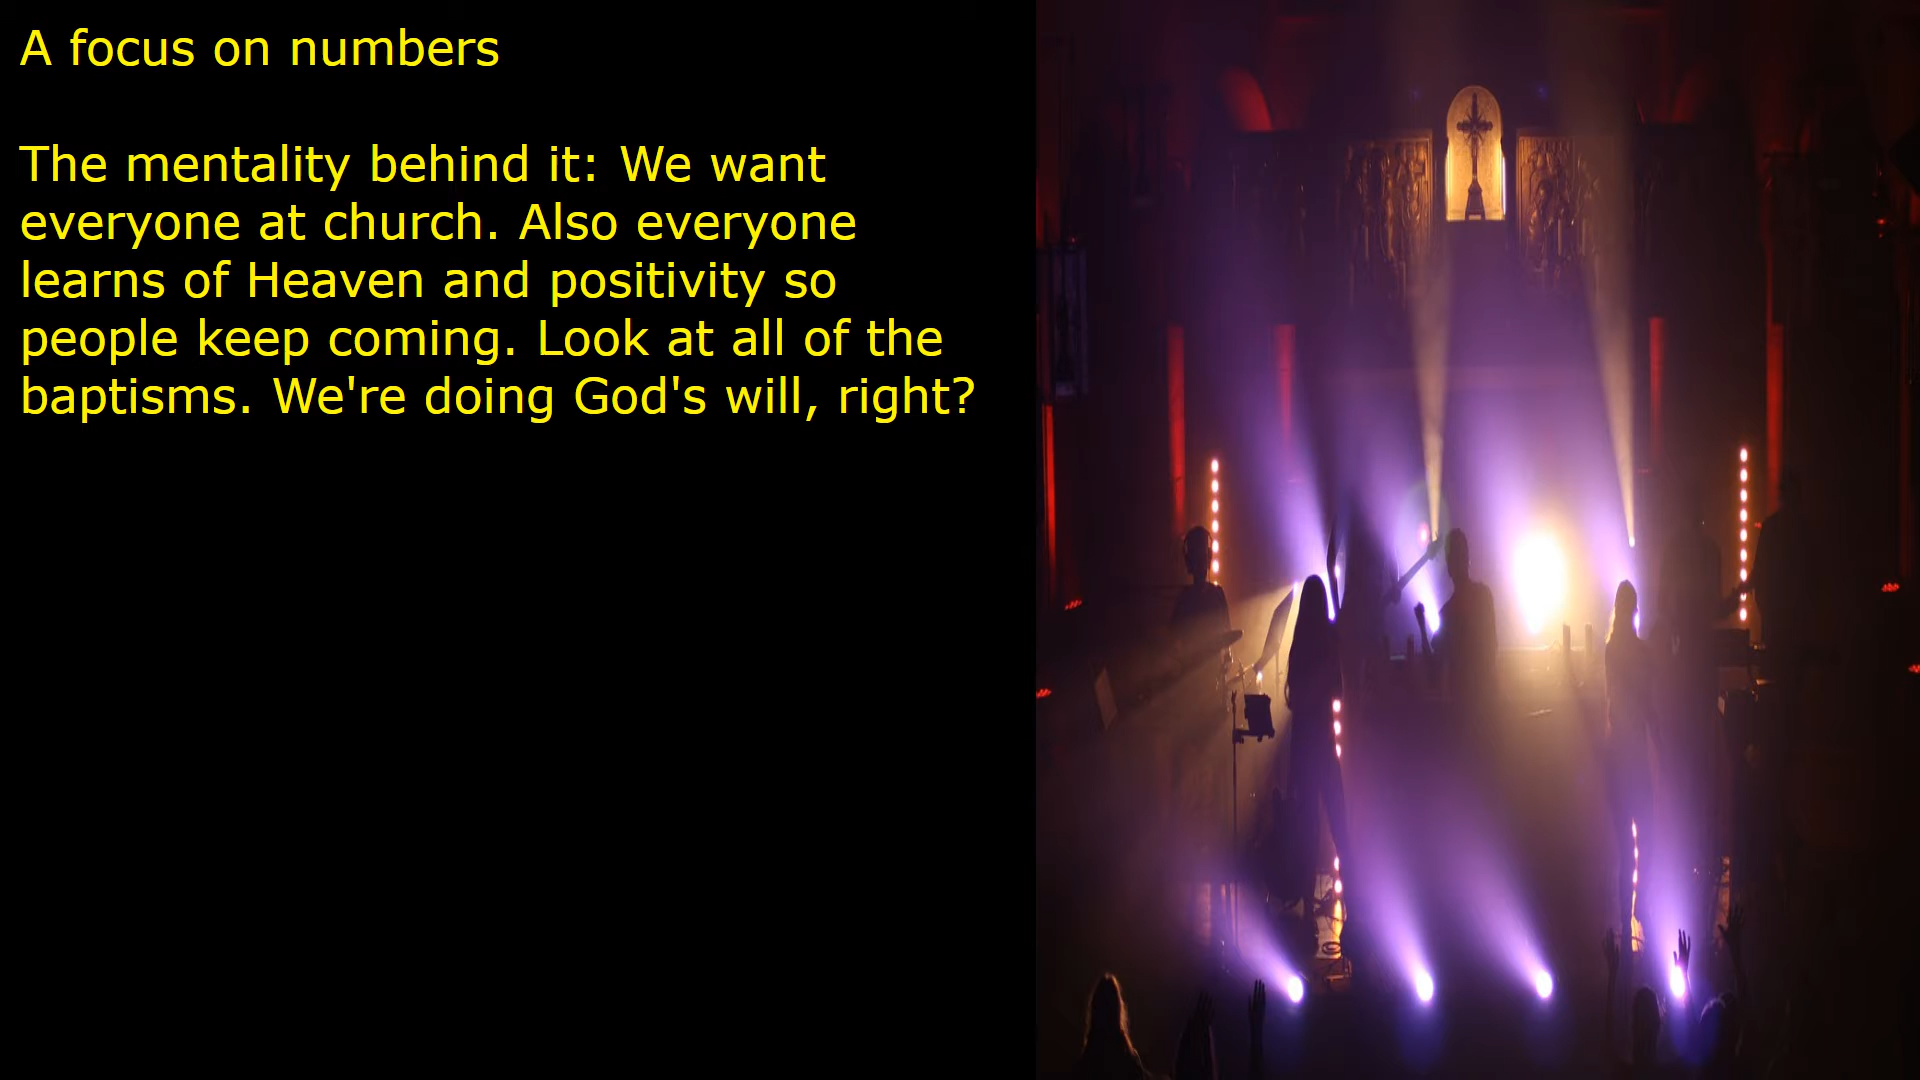 A focus on numbers
The mentality behind it: We want
everyone at church. Also everyone
learns of Heaven and positivity so
people keep coming. Look at all of the
baptisms. We're doing God's will, right?